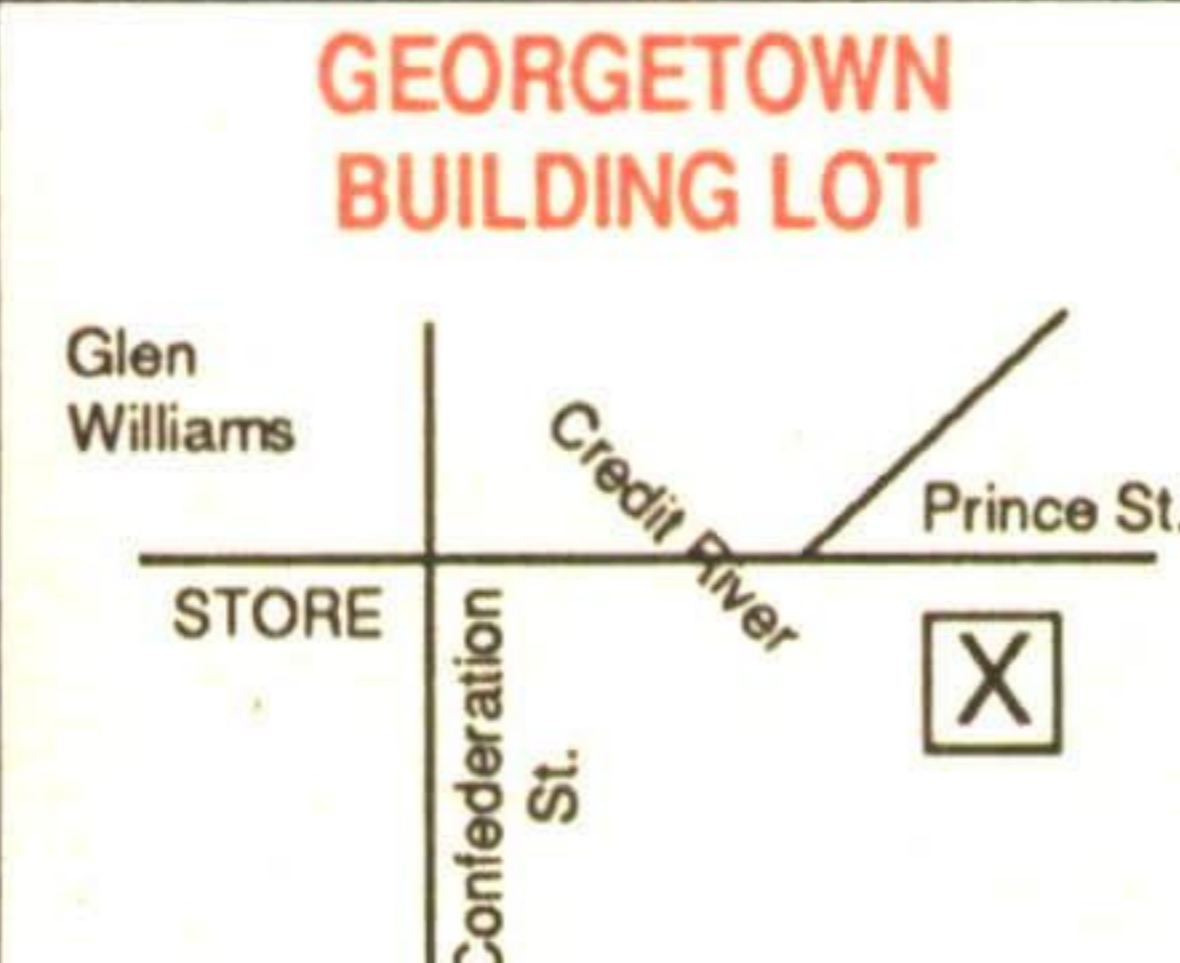 GEORGETOWN
BUILDING LOT
Glen
Williams
Credit River
Prince St.
STORE
X
Confederation
St.